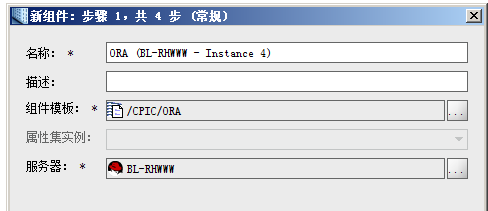 新组件: 步骤 1，共 4 步 (常规)
名称: * ORA (BL-RHWWW - Instance 4)
描述:
组件模板: * /CPIC/ORA ...
属性集实例:
服务器: * BL-RHWWW ...